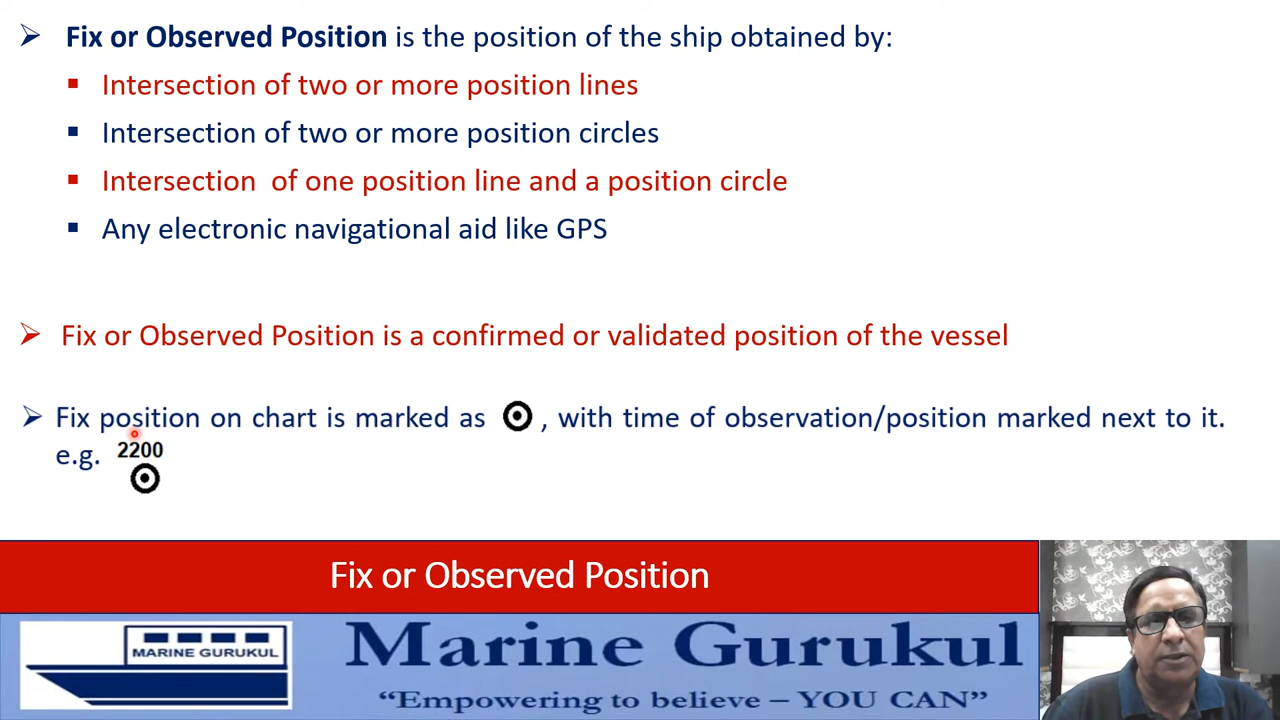 Fix or Observed Position is the position of the ship obtained by:
Intersection of two or more position lines
Intersection of two or more position circles
Intersection of one position line and a position circle
Any electronic navigational aid like GPS
Fix or Observed Position is a confirmed or validated position of the vessel
Fix position on chart is marked as , with time of observation/position marked next to it.
e.g. 2200
Fix or Observed Position
MARINE GURUKUL
Marine Gurukul
“Empowering to believe – YOU CAN”